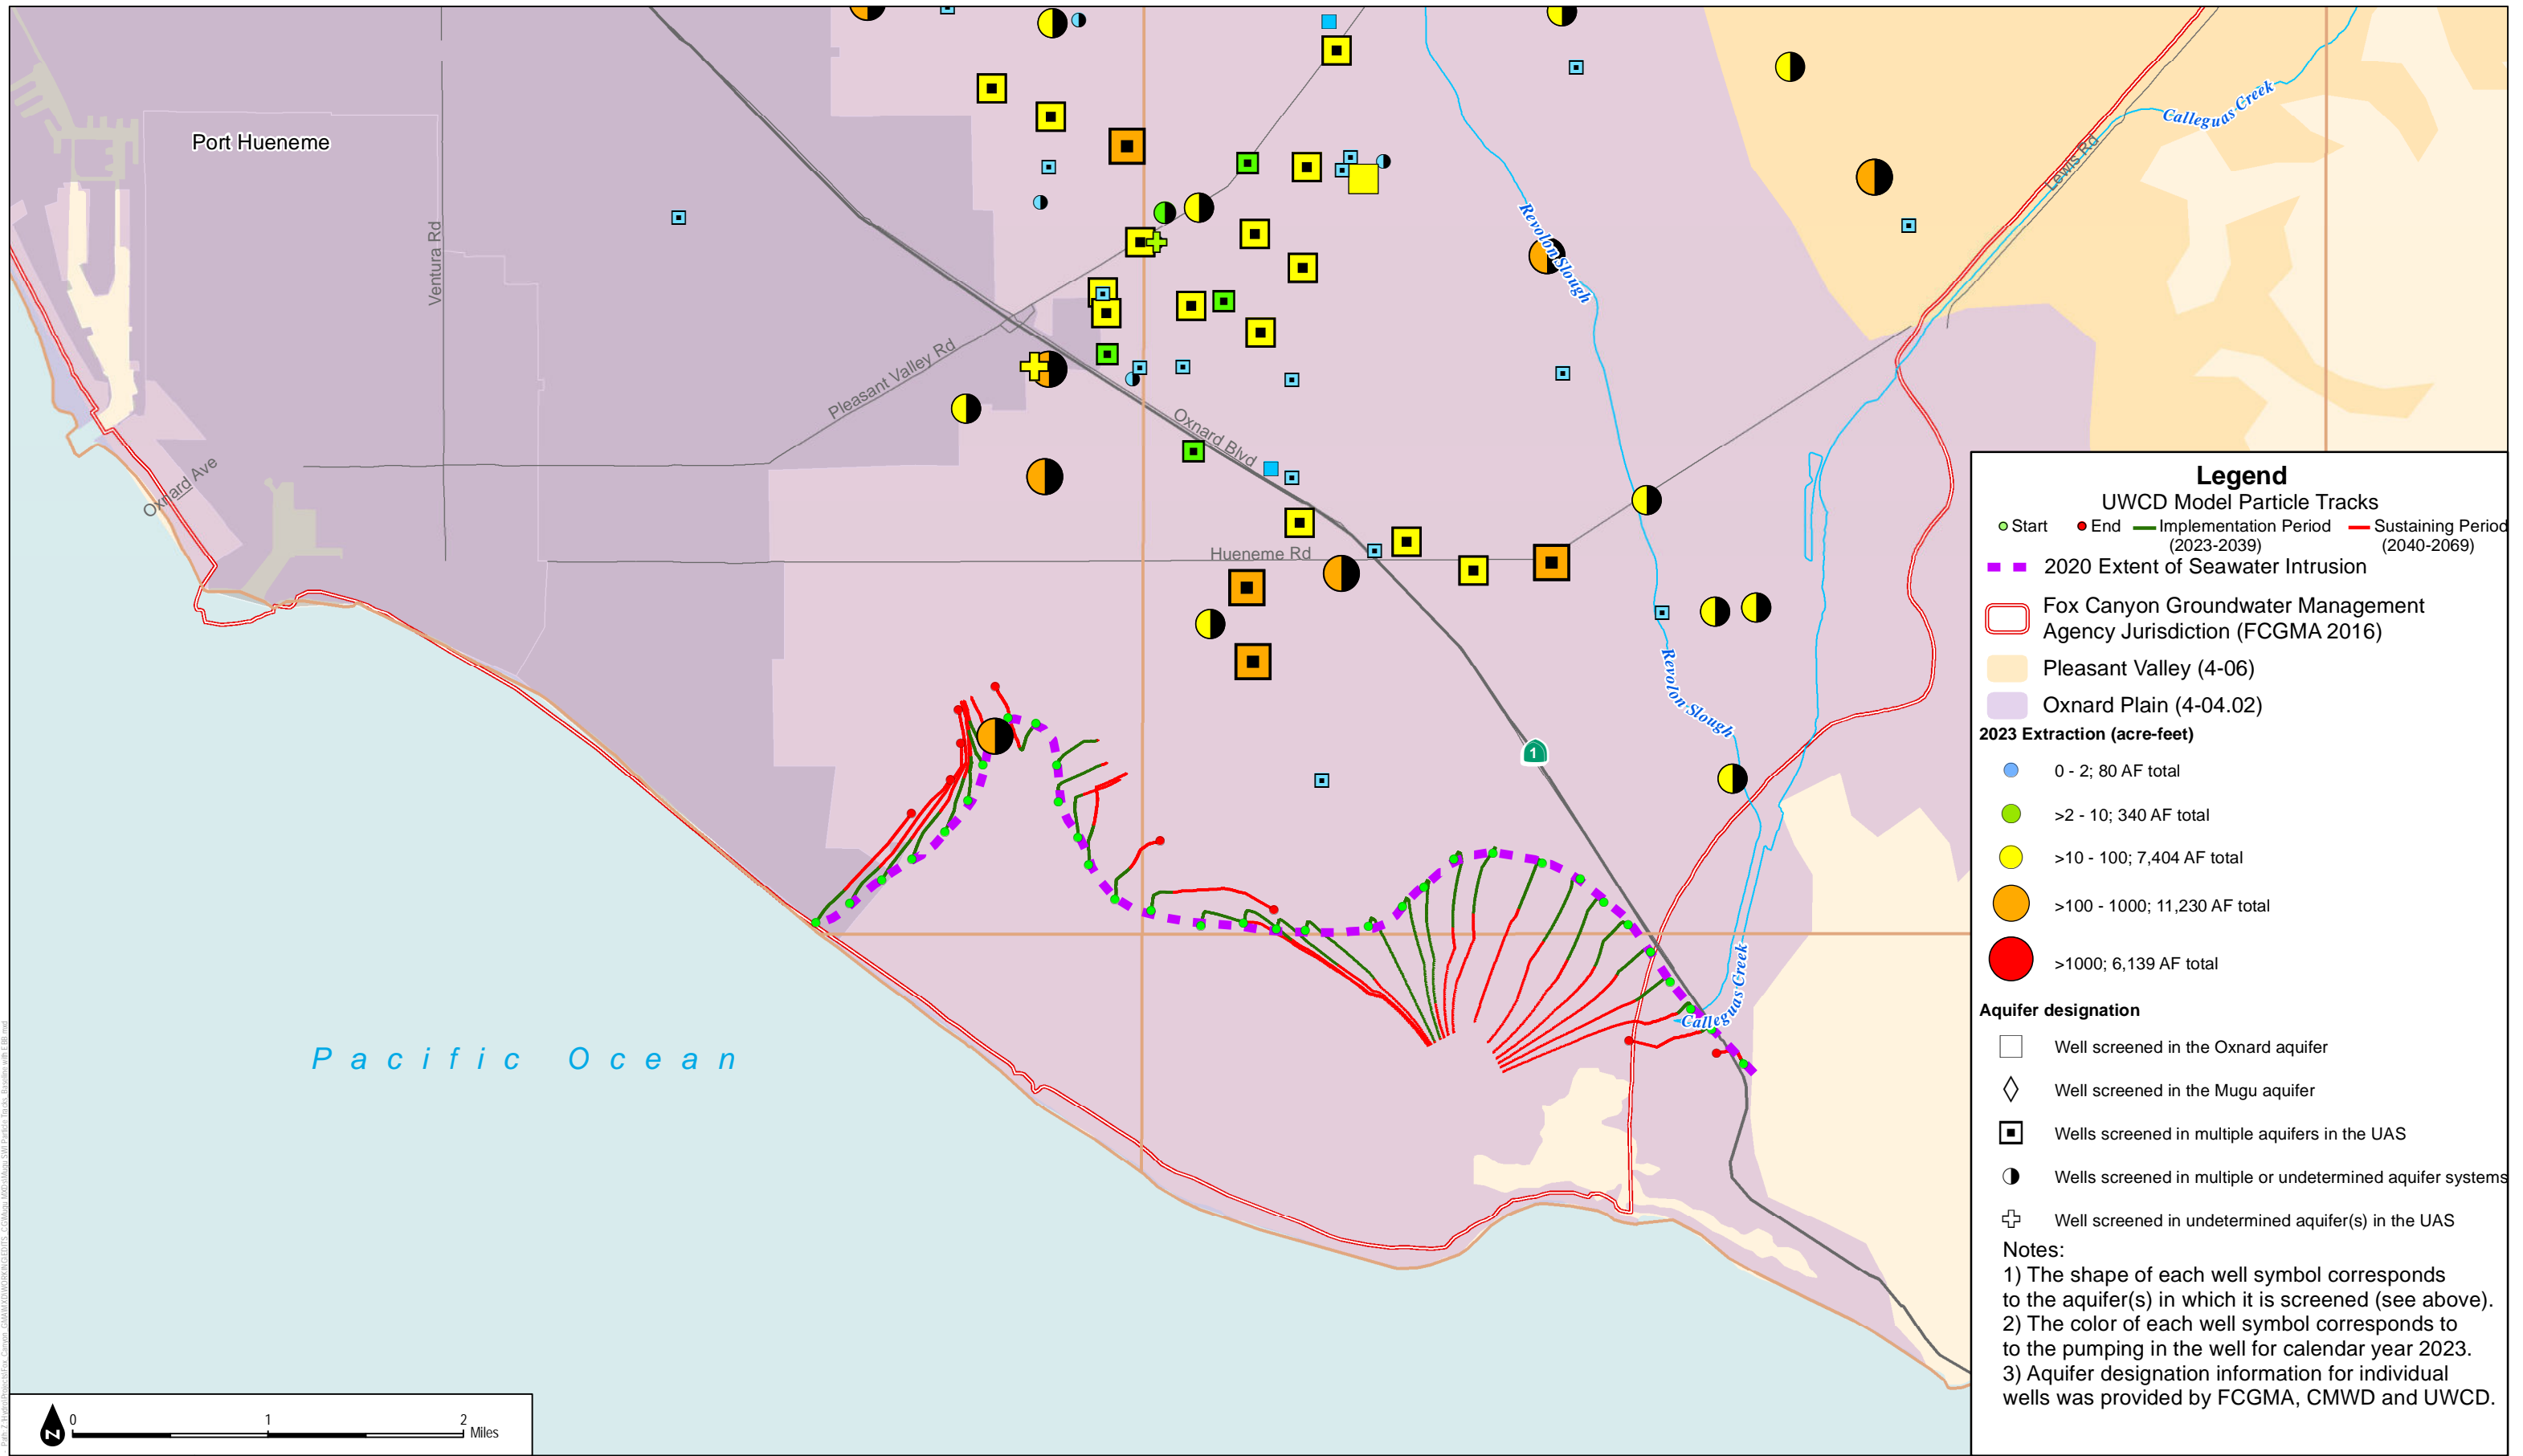 Port Hueneme
Ventura Rd
Oxnard Ave
Pleasant Valley Rd
Oxnard Blvd
Hueneme Rd
Revolon Slough
Revolon Slough
Calleguas Creek
Lewis Rd
Calleguas Creek
1
Pacific Ocean
N
0 1 2 Miles
Legend
UWCD Model Particle Tracks
Start End Implementation Period Sustaining Period
(2023-2039) (2040-2069)
2020 Extent of Seawater Intrusion
Fox Canyon Groundwater Management
Agency Jurisdiction (FCGMA 2016)
Pleasant Valley (4-06)
Oxnard Plain (4-04.02)
2023 Extraction (acre-feet)
0 - 2; 80 AF total
>2 - 10; 340 AF total
>10 - 100; 7,404 AF total
>100 - 1000; 11,230 AF total
>1000; 6,139 AF total
Aquifer designation
Well screened in the Oxnard aquifer
Well screened in the Mugu aquifer
Wells screened in multiple aquifers in the UAS
Wells screened in multiple or undetermined aquifer systems
Well screened in undetermined aquifer(s) in the UAS
Notes:
1) The shape of each well symbol corresponds
to the aquifer(s) in which it is screened (see above).
2) The color of each well symbol corresponds to
to the pumping in the well for calendar year 2023.
3) Aquifer designation information for individual
wells was provided by FCGMA, CMWD and UWCD.